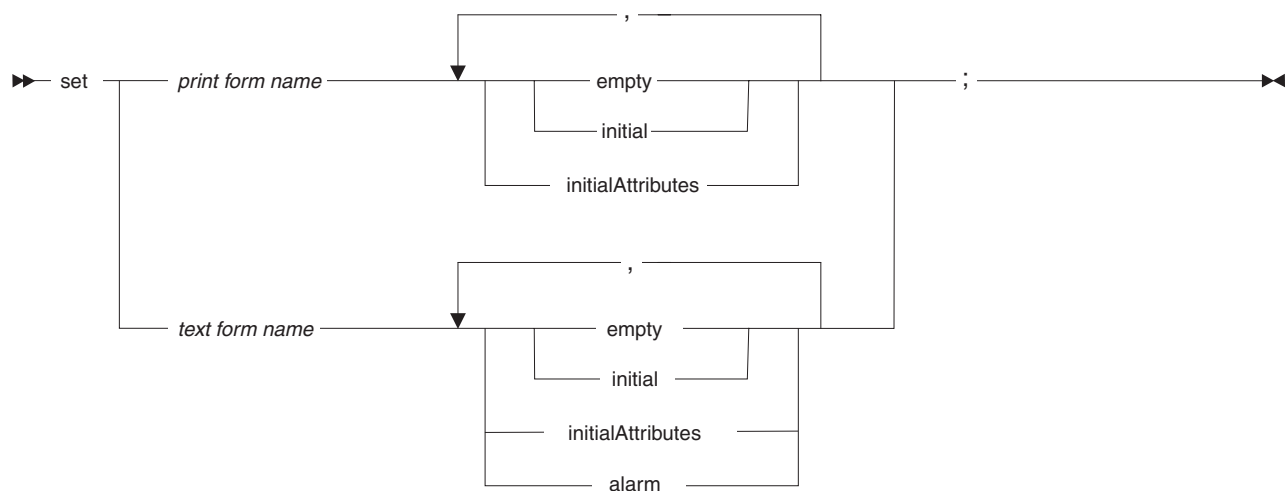 ,
set print form name empty ;
initial
initialAttributes
,
text form name empty
initial
initialAttributes
alarm